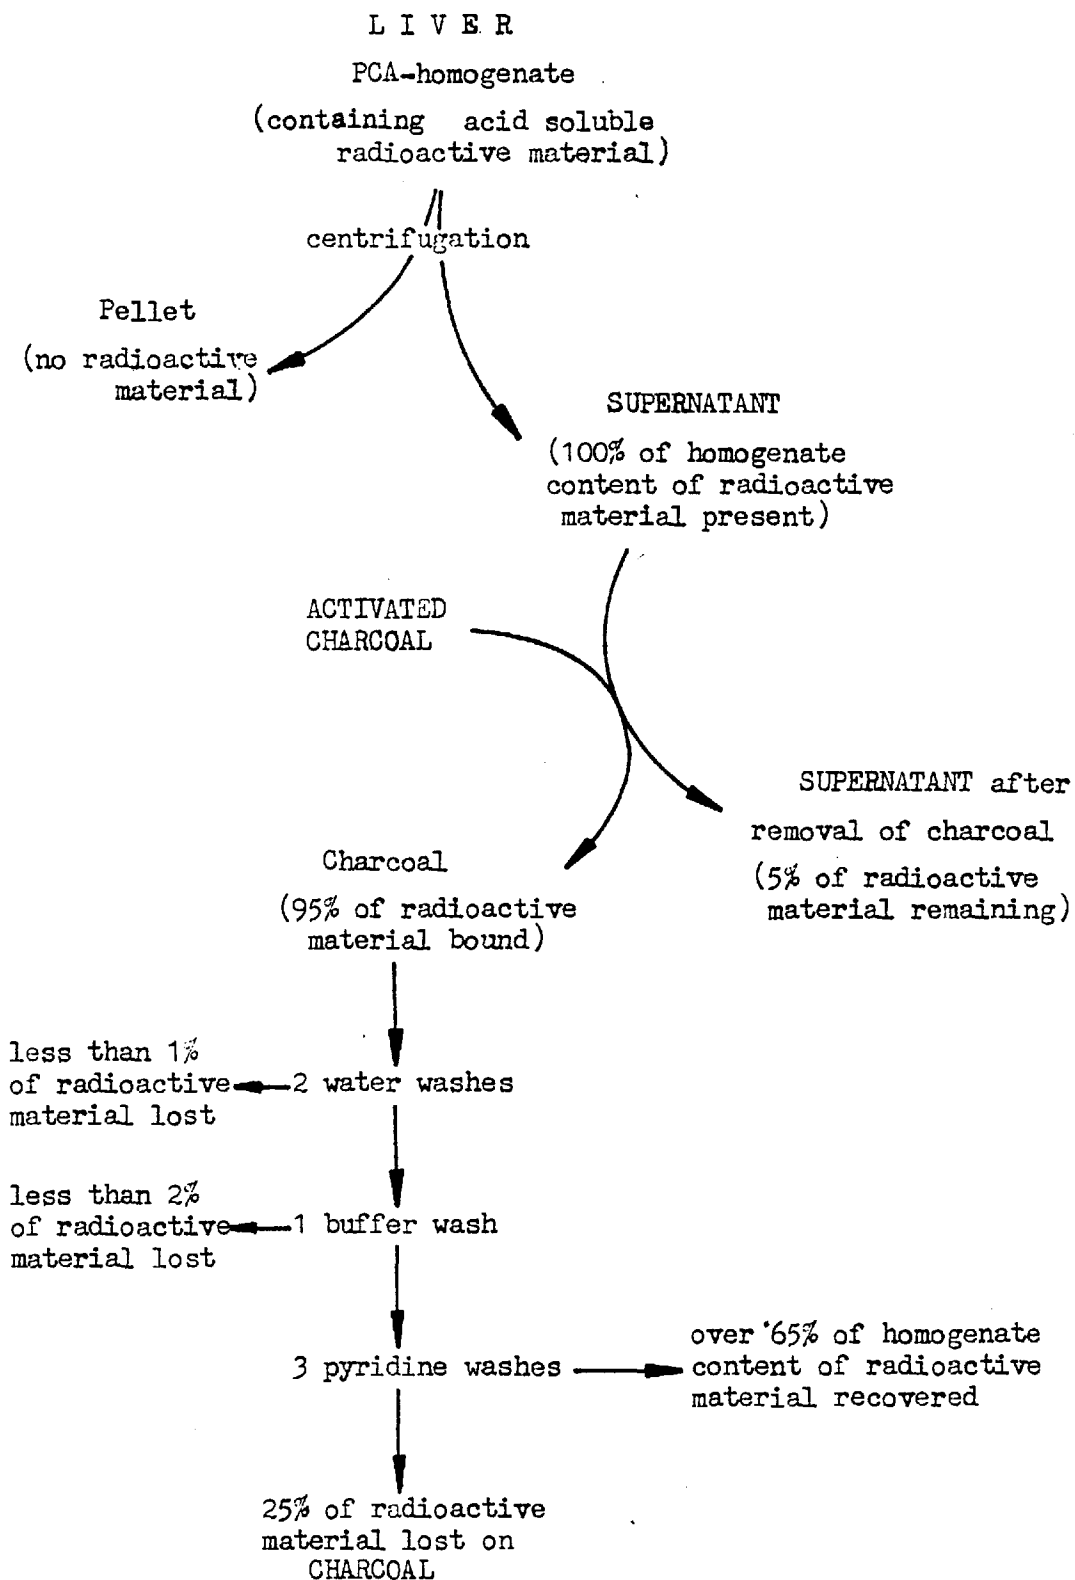 L I V E R
PCA-homogenate
(containing acid soluble
radioactive material)
centrifugation
Pellet
(no radioactive
material)
SUPERNATANT
(100% of homogenate
content of radioactive
material present)
ACTIVATED
CHARCOAL
SUPERNATANT after
removal of charcoal
(5% of radioactive
material remaining)
Charcoal
(95% of radioactive
material bound)
less than 1%
of radioactive
material lost
2 water washes
less than 2%
of radioactive
material lost
1 buffer wash
3 pyridine washes
over 65% of homogenate
content of radioactive
material recovered
25% of radioactive
material lost on
CHARCOAL